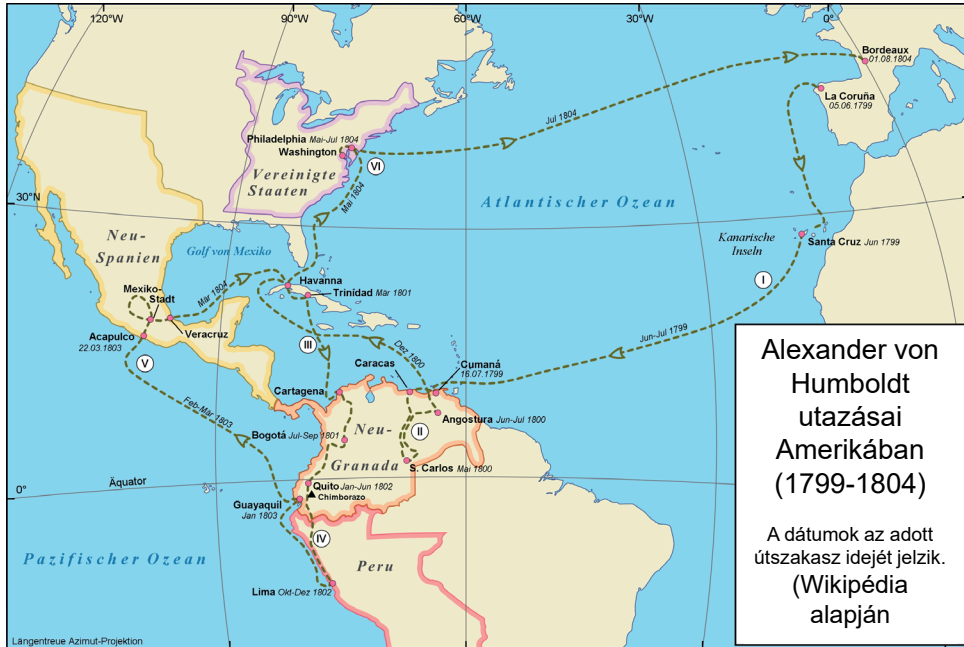 120°W
90°W
60°W
30°W
0°
Bordeaux
01.08.1804
La Coruña
05.06.1799
Jul 1804
Philadelphia Mai-Jul 1804
Washington
VI
Vereinigte
Staaten
Mai 1804
30°N
Atlantischer Ozean
Neu-
Spanien
Golf von Mexiko
Kanarische
Inseln
Santa Cruz Jun 1799
I
Mexiko-
Stadt
Mär 1804
Havanna
Trinídad Mär 1801
Acapulco
22.03.1803
Veracruz
V
III
Dez 1800
Jun-Jul 1799
Caracas
Cumaná
16.07.1799
Cartagena
Angostura Jun-Jul 1800
Feb-Mär 1803
Bogotá Jul-Sep 1801
II
Neu-
Granada
S. Carlos Mai 1800
Äquator
0°
Quito Jan-Jun 1802
Chimborazo
Guayaquil
Jan 1803
IV
Pazifischer Ozean
Peru
Lima Okt-Dez 1802
Längentreue Azimut-Projektion
Alexander von
Humboldt
utazásai
Amerikában
(1799-1804)
A dátumok az adott
útszakasz idejét jelzik.
(Wikipédia
alapján